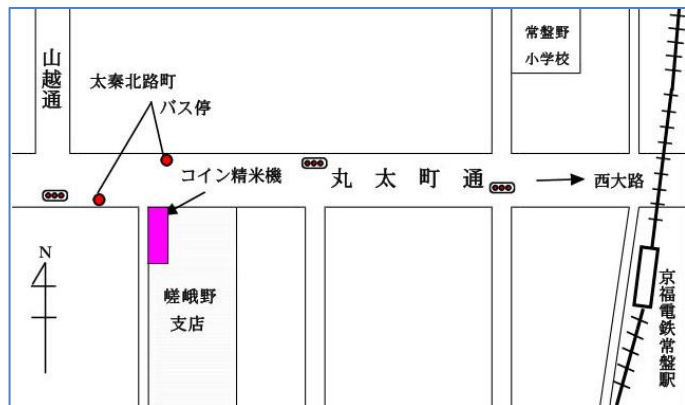 常盤野
小学校
山越通
太秦北路町
バス停
コイン精米機
丸太町通
西大路
N
嵯峨野
支店
京福電鉄常盤駅